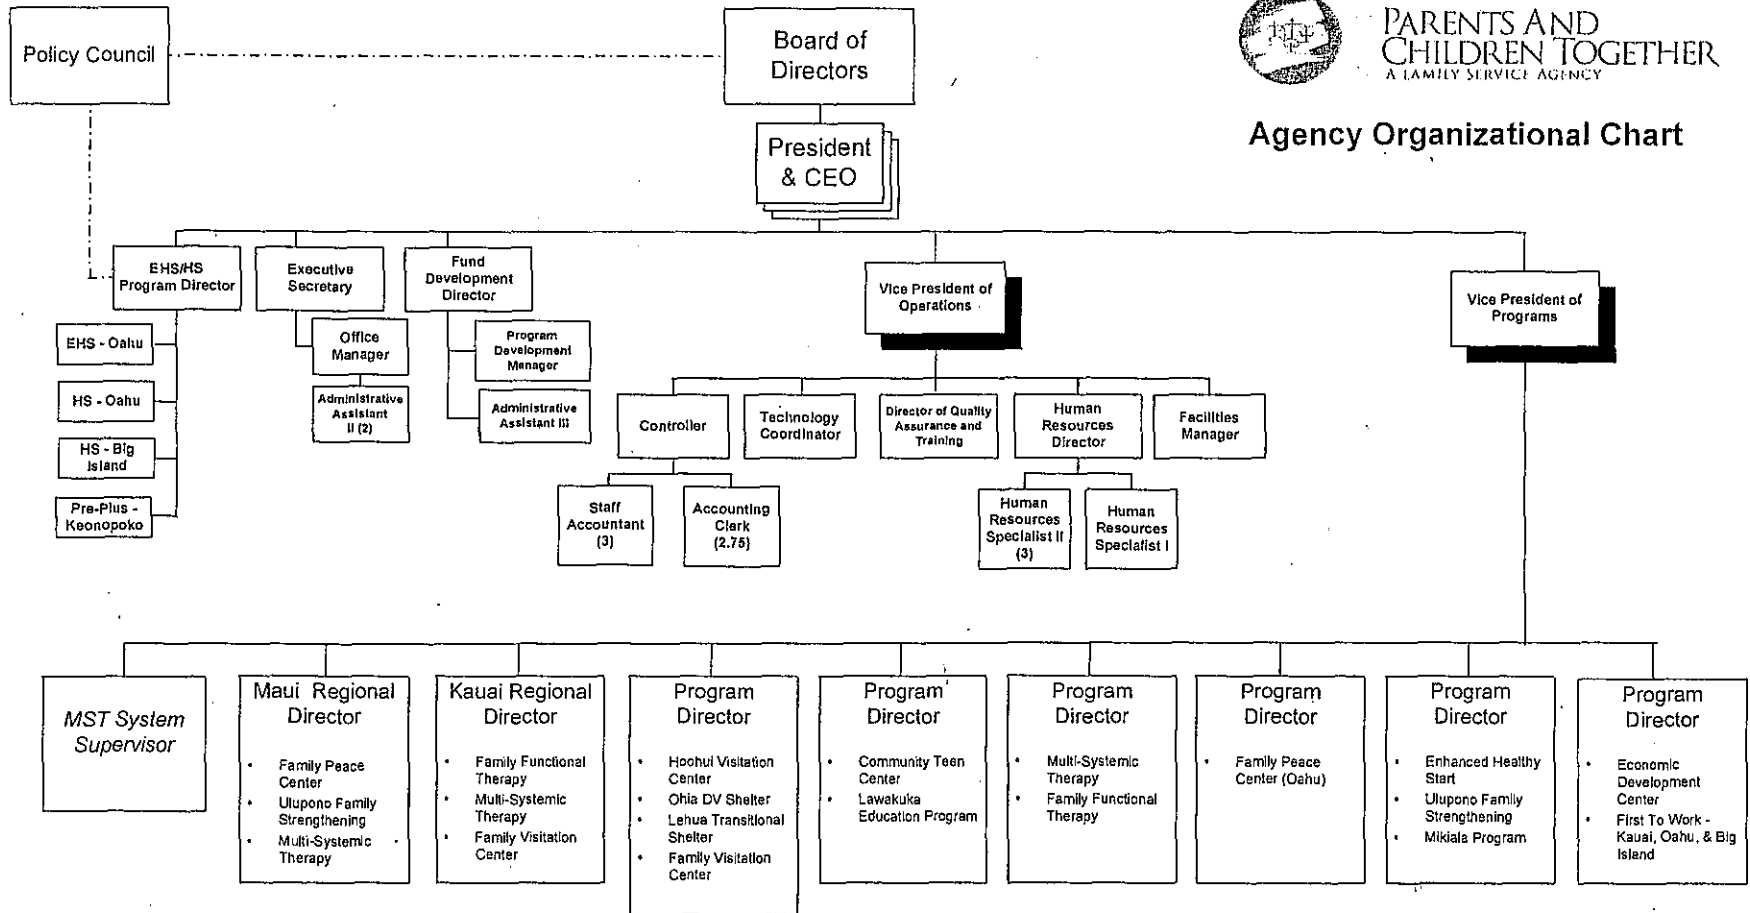 Policy Council
Board of
Directors
PARENTS AND
CHILDREN TOGETHER
A FAMILY SERVICE AGENCY
Agency Organizational Chart
President
& CEO
EHS/HS
Program Director
Executive
Secretary
Fund
Development
Director
Vice President of
Operations
Vice President of
Programs
EHS - Oahu
HS - Oahu
HS - Big
Island
Pre-Plus -
Keonopoko
Office
Manager
Administrative
Assistant
II (2)
Program
Development
Manager
Administrative
Assistant III
Controller
Technology
Coordinator
Director of Quality
Assurance and
Training
Human
Resources
Director
Facilities
Manager
Staff
Accountant
(3)
Accounting
Clerk
(2.75)
Human
Resources
Specialist II
(3)
Human
Resources
Specialist I
MST System
Supervisor
Maui Regional
Director
• Family Peace
Center
• Ulupono Family
Strengthening
• Multi-Systemic
Therapy
Kauai Regional
Director
• Family Functional
Therapy
• Multi-Systemic
Therapy
• Family Visitation
Center
Program
Director
• Hoohui Visitation
Center
• Ohia DV Shelter
• Lehua Transitional
Shelter
• Family Visitation
Center
Program
Director
• Community Teen
Center
• Lawakuka
Education Program
Program
Director
• Multi-Systemic
Therapy
• Family Functional
Therapy
Program
Director
• Family Peace
Center (Oahu)
Program
Director
• Enhanced Healthy
Start
• Ulupono Family
Strengthening
• Mikiala Program
Program
Director
• Economic
Development
Center
• First To Work -
Kauai, Oahu, & Big
Island